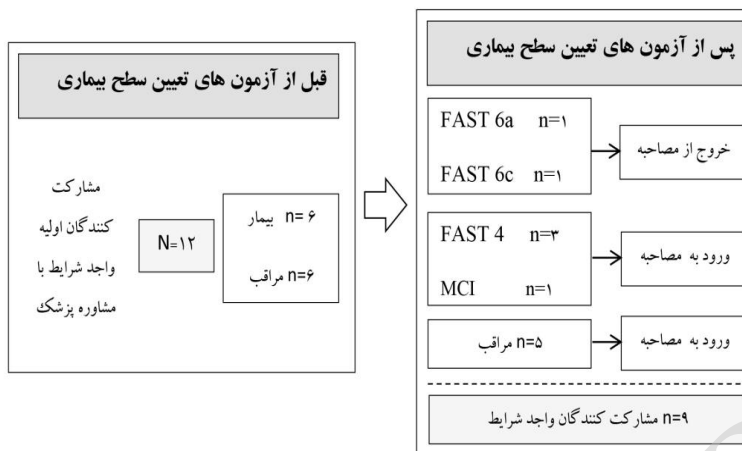 قبل از آزمون های تعیین سطح بیماری
مشارکت
کنندگان اولیه
واجد شرایط با
مشاوره پزشک
N=۱۲
n= ۶ بیمار
n=۶ مراقب
پس از آزمون های تعیین سطح بیماری
FAST 6a n=۱
FAST 6c n=۱
خروج از مصاحبه
FAST 4 n=۳
MCI n=۱
ورود به مصاحبه
n=۵ مراقب
ورود به مصاحبه
n=۹ مشارکت کنندگان واجد شرایط